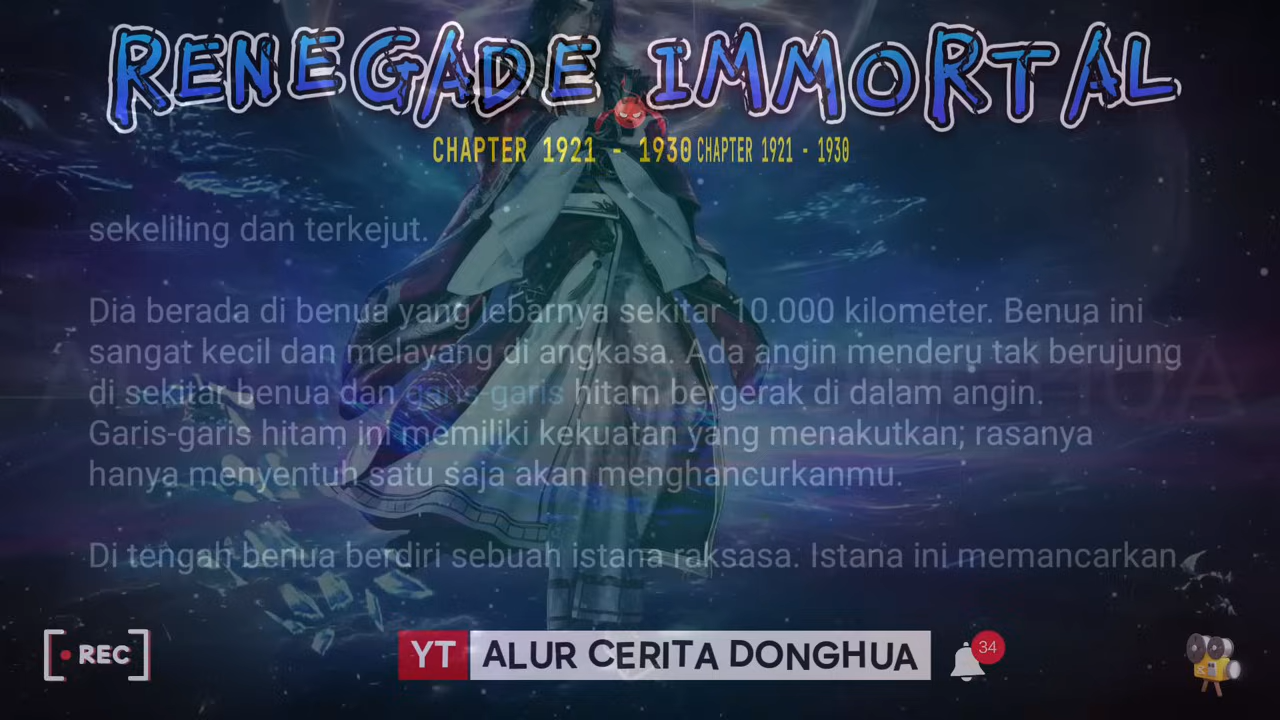 RENEGADE IMMORTAL
CHAPTER 1921 - 1930 CHAPTER 1921 - 1930
sekeliling dan terkejut.
Dia berada di benua yang lebarnya sekitar 10.000 kilometer. Benua ini
sangat kecil dan melayang di angkasa. Ada angin menderu tak berujung
di sekitar benua dan garis-garis hitam bergerak di dalam angin.
Garis-garis hitam ini memiliki kekuatan yang menakutkan; rasanya
hanya menyentuh satu saja akan menghancurkanmu.
Di tengah benua berdiri sebuah istana raksasa. Istana ini memancarkan
REC
YT ALUR CERITA DONGHUA
34